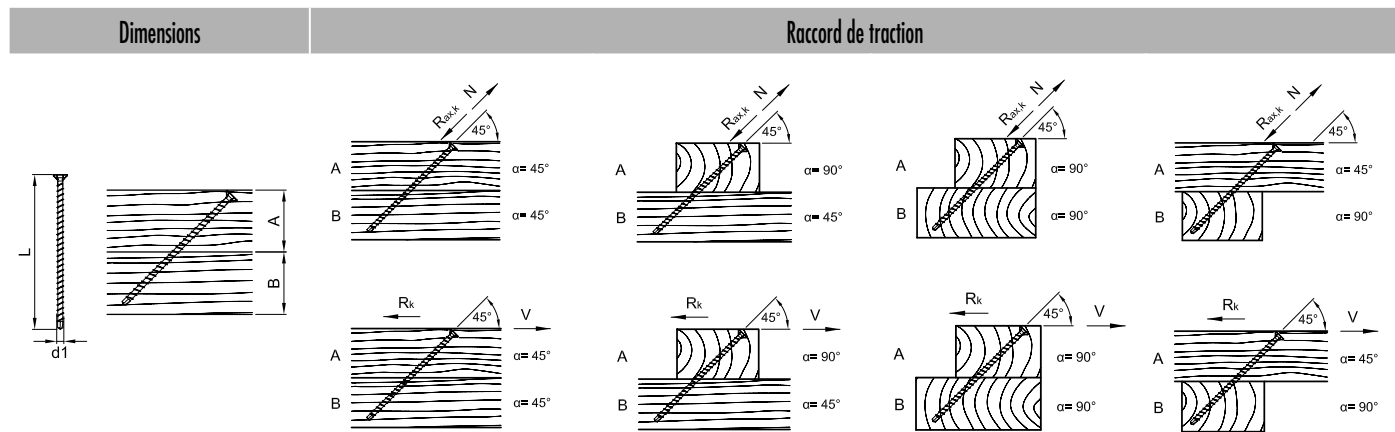 Dimensions
Raccord de traction
L
d1
A
B
Rax,k N
45°
A
α= 45°
B
α= 45°
Rax,k N
45°
A
α= 90°
B
α= 45°
Rax,k N
45°
A
α= 90°
B
α= 90°
Rax,k N
45°
A
α= 45°
B
α= 90°
Rk
V
45°
A
α= 45°
B
α= 45°
Rk
V
45°
A
α= 90°
B
α= 45°
Rk
V
45°
A
α= 90°
B
α= 90°
Rk
V
45°
A
α= 45°
B
α= 90°